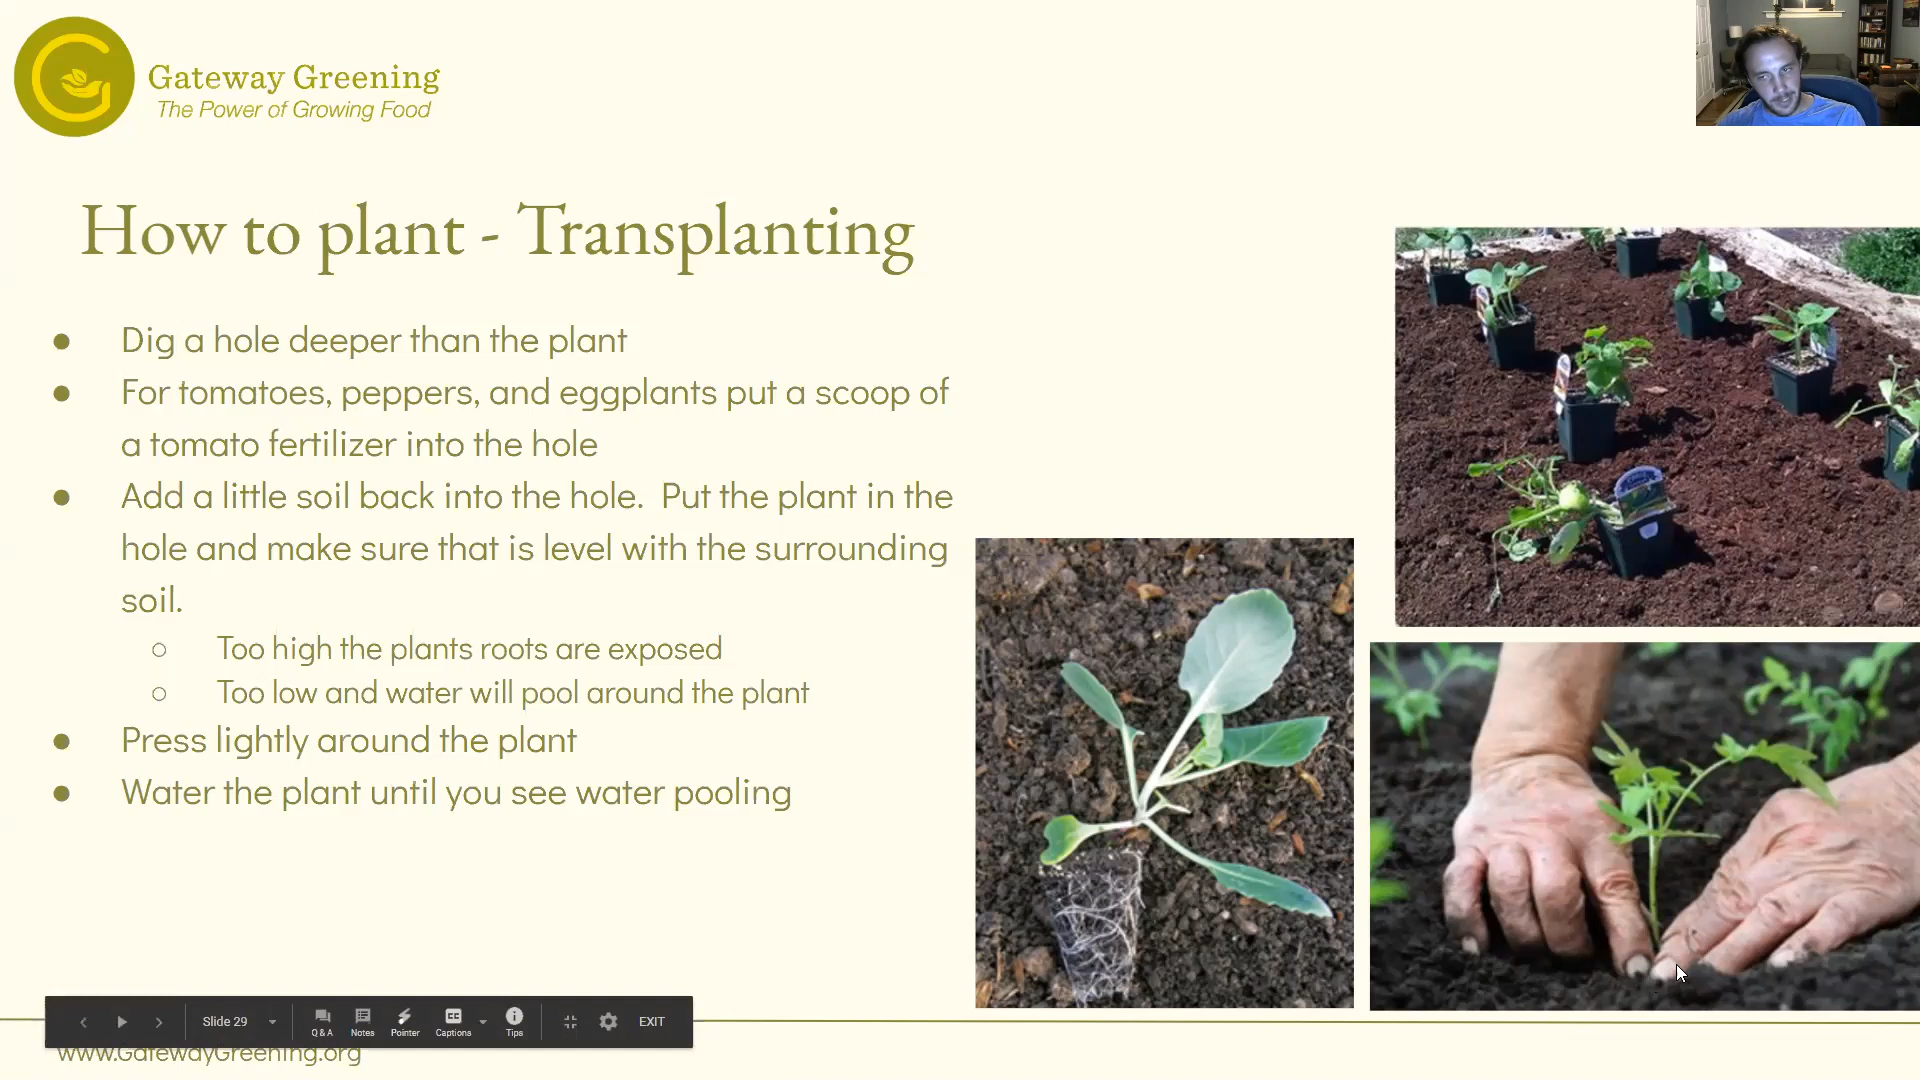 Gateway Greening
The Power of Growing Food
How to plant - Transplanting
● Dig a hole deeper than the plant
● For tomatoes, peppers, and eggplants put a scoop of
a tomato fertilizer into the hole
● Add a little soil back into the hole.  Put the plant in the
hole and make sure that is level with the surrounding
soil.
○ Too high the plants roots are exposed
○ Too low and water will pool around the plant
● Press lightly around the plant
● Water the plant until you see water pooling
Slide 29
Q & A
Notes
Pointer
Captions
Tips
EXIT
www.GatewayGreening.org